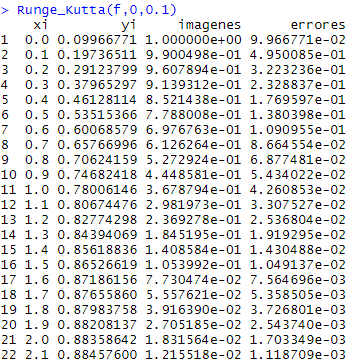 > Runge_Kutta(f,0,0.1)
xi yi imagenes errores
1 0.0 0.09966771 1.000000e+00 9.966771e-02
2 0.1 0.19736511 9.900498e-01 4.950085e-01
3 0.2 0.29123799 9.607894e-01 3.223236e-01
4 0.3 0.37965297 9.139312e-01 2.328837e-01
5 0.4 0.46128114 8.521438e-01 1.769597e-01
6 0.5 0.53515366 7.788008e-01 1.380398e-01
7 0.6 0.60068579 6.976763e-01 1.090955e-01
8 0.7 0.65766996 6.126264e-01 8.664554e-02
9 0.8 0.70624159 5.272924e-01 6.877481e-02
10 0.9 0.74682418 4.448581e-01 5.434022e-02
11 1.0 0.78006146 3.678794e-01 4.260853e-02
12 1.1 0.80674476 2.981973e-01 3.307527e-02
13 1.2 0.82774298 2.369278e-01 2.536804e-02
14 1.3 0.84394069 1.845195e-01 1.919295e-02
15 1.4 0.85618836 1.408584e-01 1.430488e-02
16 1.5 0.86526619 1.053992e-01 1.049137e-02
17 1.6 0.87186156 7.730474e-02 7.564696e-03
18 1.7 0.87655860 5.557621e-02 5.358505e-03
19 1.8 0.87983758 3.916390e-02 3.726801e-03
20 1.9 0.88208137 2.705185e-02 2.543740e-03
21 2.0 0.88358642 1.831564e-02 1.703349e-03
22 2.1 0.88457600 1.215518e-02 1.118709e-03